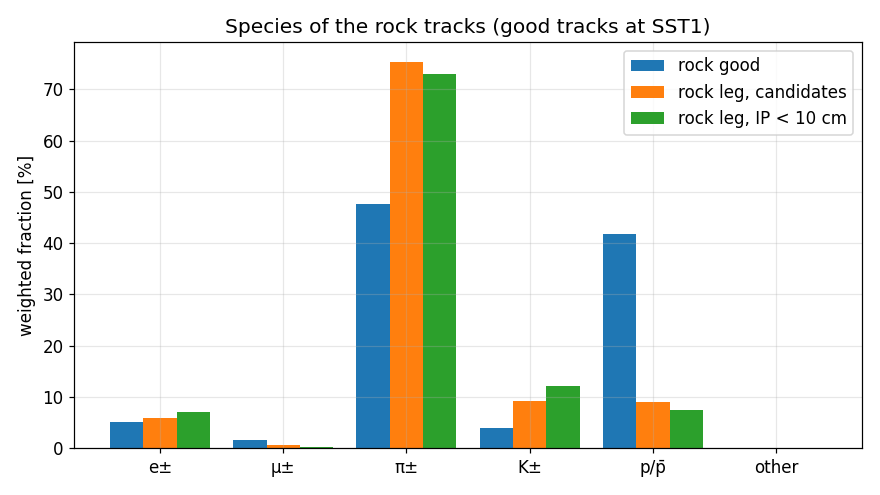 Species of the rock tracks (good tracks at SST1)
weighted fraction [%]
70
60
50
40
30
20
10
0
rock good
rock leg, candidates
rock leg, IP < 10 cm
e± μ± π± K± p/p̄ other